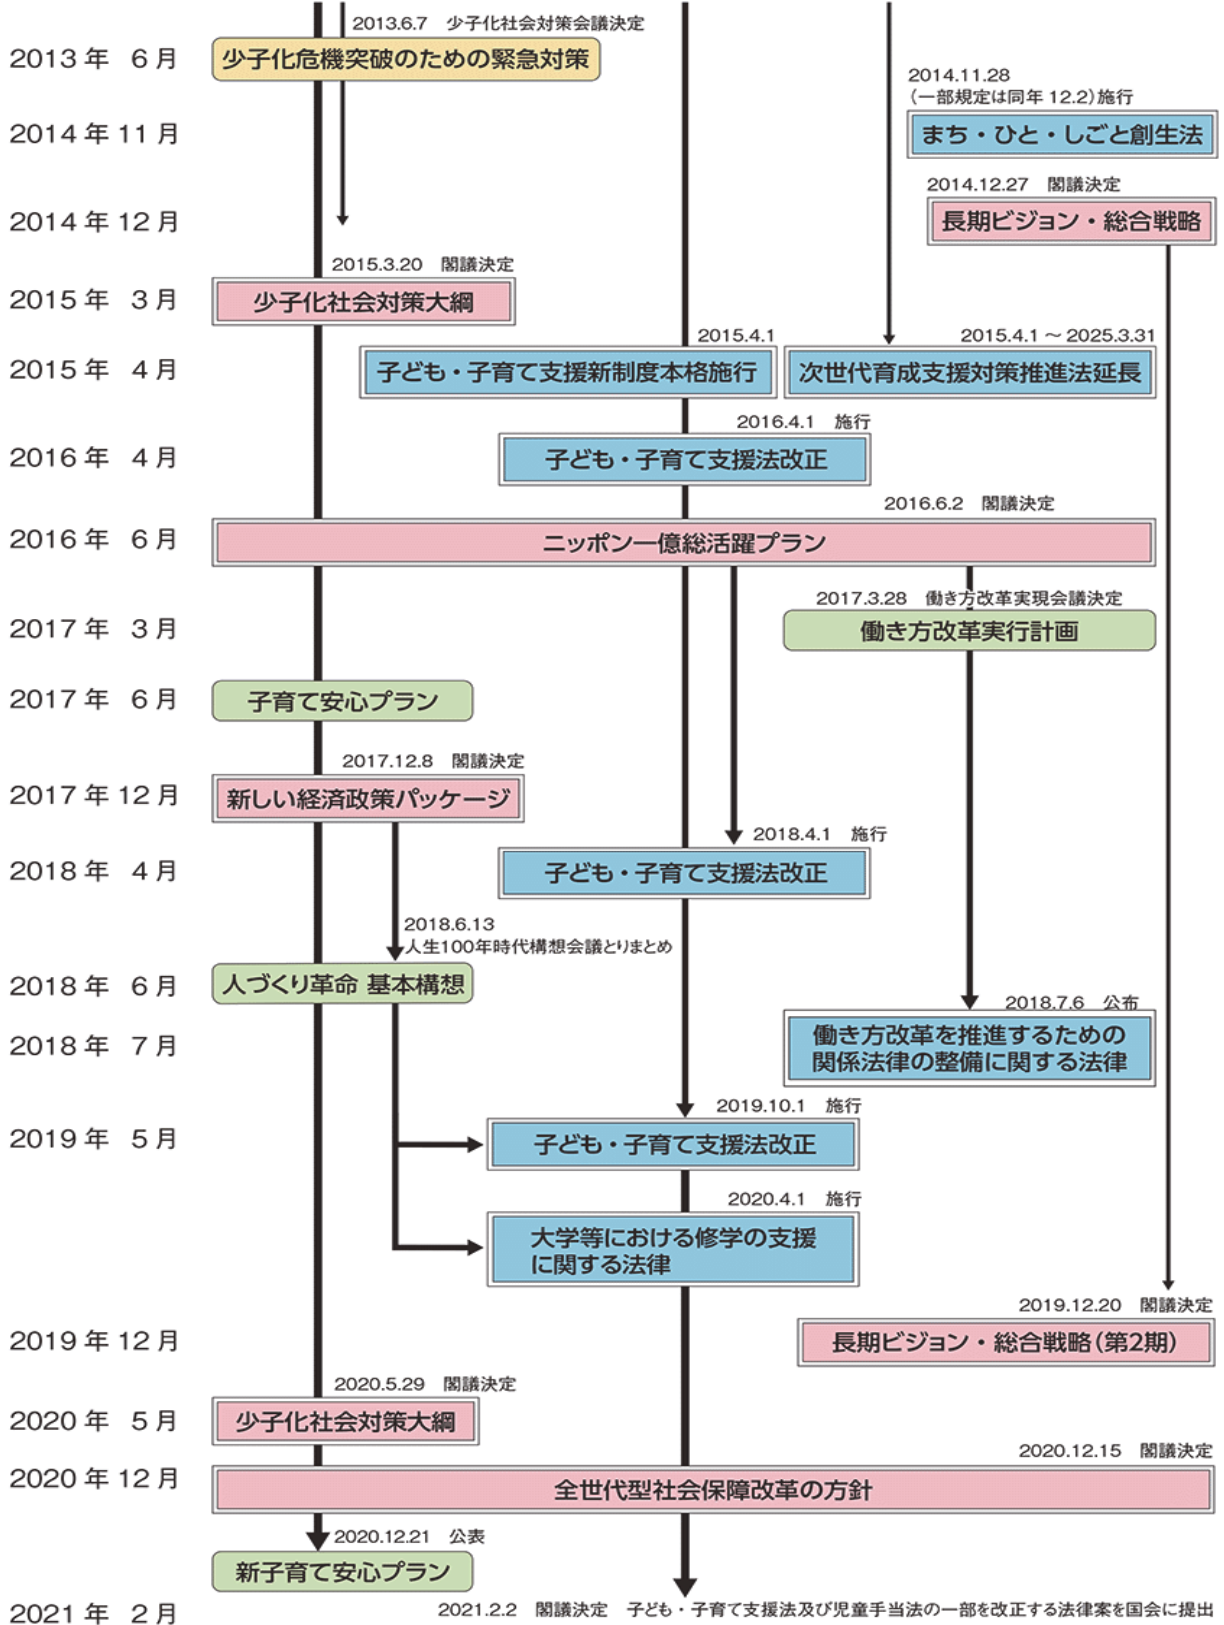 2013.6.7 少子化社会対策会議決定
2013年 6月
少子化危機突破のための緊急対策
2014.11.28
（一部規定は同年 12.2）施行
2014年 11月
まち・ひと・しごと創生法
2014.12.27 閣議決定
2014年 12月
長期ビジョン・総合戦略
2015.3.20 閣議決定
2015年 3月
少子化社会対策大綱
2015.4.1
2015.4.1 ～ 2025.3.31
2015年 4月
子ども・子育て支援新制度本格施行
次世代育成支援対策推進法延長
2016.4.1 施行
2016年 4月
子ども・子育て支援法改正
2016.6.2 閣議決定
2016年 6月
ニッポン一億総活躍プラン
2017.3.28 働き方改革実現会議決定
2017年 3月
働き方改革実行計画
2017年 6月
子育て安心プラン
2017.12.8 閣議決定
2017年 12月
新しい経済政策パッケージ
2018.4.1 施行
2018年 4月
子ども・子育て支援法改正
2018.6.13
人生100年時代構想会議とりまとめ
2018年 6月
人づくり革命 基本構想
2018.7.6 公布
2018年 7月
働き方改革を推進するための
関係法律の整備に関する法律
2019.10.1 施行
2019年 5月
子ども・子育て支援法改正
2020.4.1 施行
大学等における修学の支援
に関する法律
2019.12.20 閣議決定
2019年 12月
長期ビジョン・総合戦略（第2期）
2020.5.29 閣議決定
2020年 5月
少子化社会対策大綱
2020.12.15 閣議決定
2020年 12月
全世代型社会保障改革の方針
2020.12.21 公表
新子育て安心プラン
2021年 2月
2021.2.2 閣議決定 子ども・子育て支援法及び児童手当法の一部を改正する法律案を国会に提出